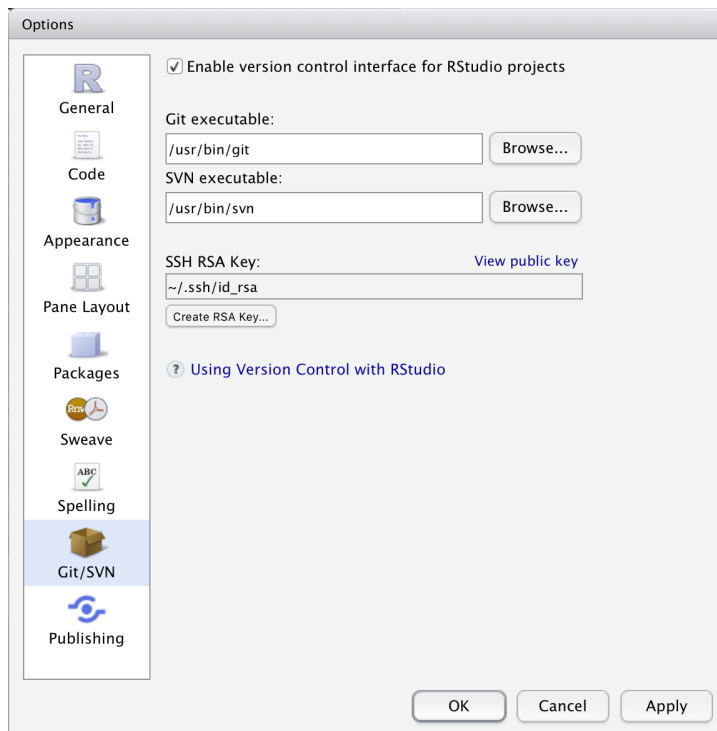 Options
General
Code
Appearance
Pane Layout
Packages
Rnw
Sweave
ABC
Spelling
Git/SVN
Publishing
Enable version control interface for RStudio projects
Git executable:
/usr/bin/git
Browse...
SVN executable:
/usr/bin/svn
Browse...
SSH RSA Key:
View public key
~/.ssh/id_rsa
Create RSA Key...
? Using Version Control with RStudio
OK
Cancel
Apply